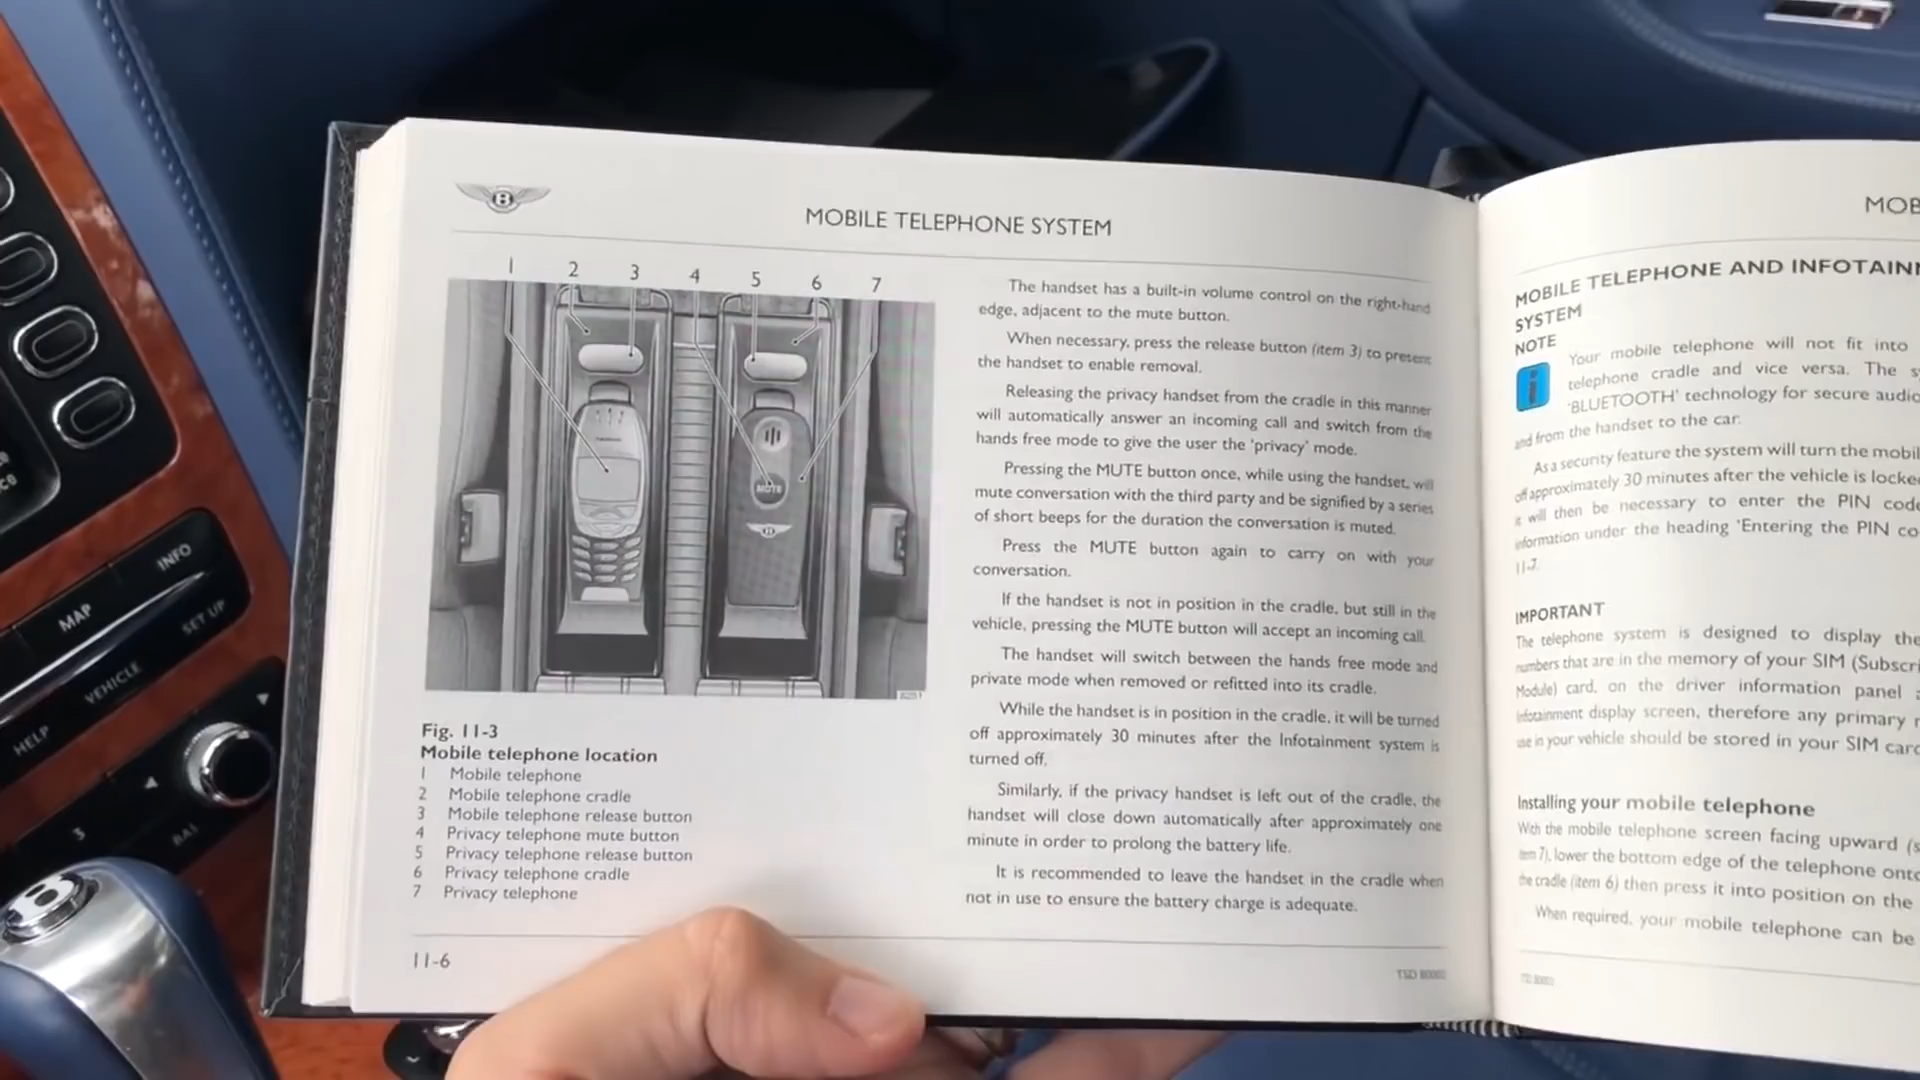 MOBILE TELEPHONE SYSTEM
1 2 3 4 5 6 7
MUTE
Fig. 11-3
Mobile telephone location
1 Mobile telephone
2 Mobile telephone cradle
3 Mobile telephone release button
4 Privacy telephone mute button
5 Privacy telephone release button
6 Privacy telephone cradle
7 Privacy telephone
11-6
The handset has a built-in volume control on the right-hand
edge, adjacent to the mute button.
When necessary, press the release button (item 3) to present
the handset to enable removal.
Releasing the privacy handset from the cradle in this manner
will automatically answer an incoming call and switch from the
hands free mode to give the user the 'privacy' mode.
Pressing the MUTE button once, while using the handset, will
mute conversation with the third party and be signified by a series
of short beeps for the duration the conversation is muted.
Press the MUTE button again to carry on with your
conversation.
If the handset is not in position in the cradle, but still in the
vehicle, pressing the MUTE button will accept an incoming call.
The handset will switch between the hands free mode and
private mode when removed or refitted into its cradle.
While the handset is in position in the cradle, it will be turned
off approximately 30 minutes after the Infotainment system is
turned off.
Similarly, if the privacy handset is left out of the cradle, the
handset will close down automatically after approximately one
minute in order to prolong the battery life.
It is recommended to leave the handset in the cradle when
not in use to ensure the battery charge is adequate.
MOB
MOBILE TELEPHONE AND INFOTAIN
SYSTEM
NOTE
i
Your mobile telephone will not fit into
telephone cradle and vice versa. The s
'BLUETOOTH' technology for secure audio
and from the handset to the car.
As a security feature the system will turn the mobil
off approximately 30 minutes after the vehicle is locke
it will then be necessary to enter the PIN code
information under the heading 'Entering the PIN co
11-7.
IMPORTANT
The telephone system is designed to display the
numbers that are in the memory of your SIM (Subscri
Module) card, on the driver information panel a
Infotainment display screen, therefore any primary
use in your vehicle should be stored in your SIM card
Installing your mobile telephone
With the mobile telephone screen facing upward (s
item 7), lower the bottom edge of the telephone onto
the cradle (item 6) then press it into position on the
When required, your mobile telephone can be
INFO
MAP
SET UP
VEHICLE
HELP
3
BAL
B